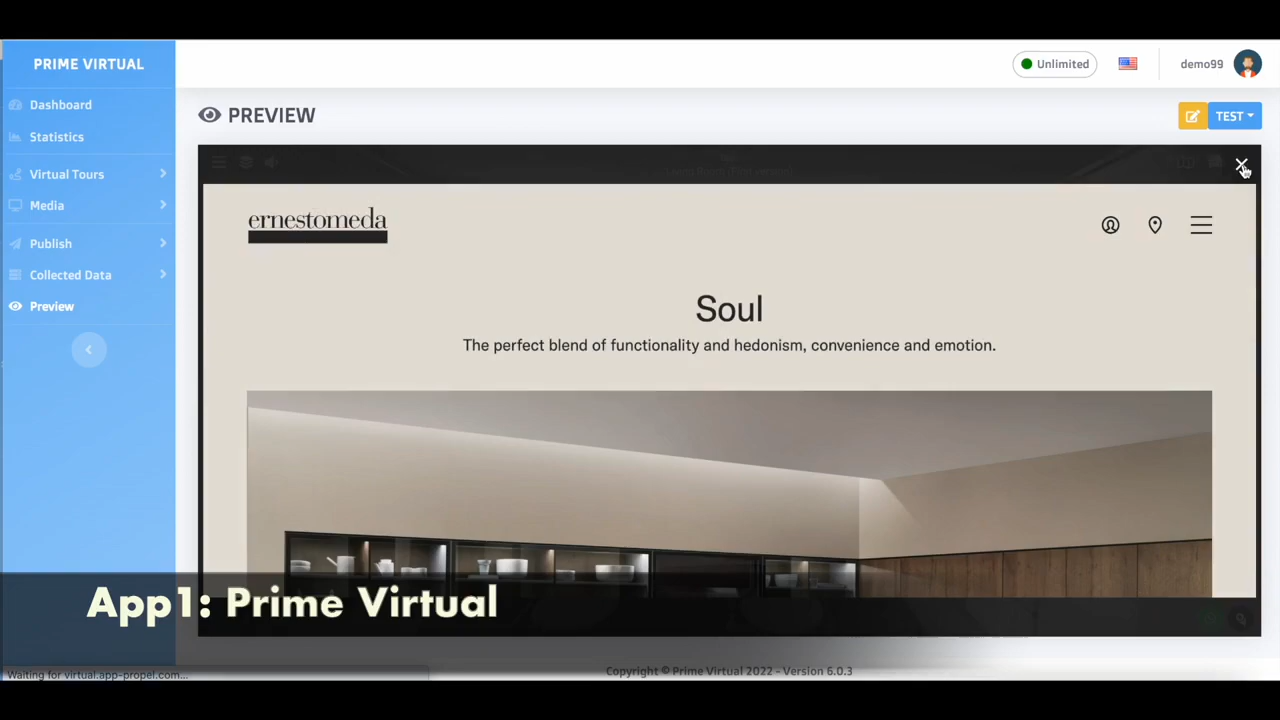 PRIME VIRTUAL
Unlimited
demo99
Dashboard
Statistics
Virtual Tours
Media
Publish
Collected Data
Preview
PREVIEW
TEST
ernestomeda
Soul
The perfect blend of functionality and hedonism, convenience and emotion.
App1: Prime Virtual
Waiting for virtual.app-propel.com...
Copyright © Prime Virtual 2022 - Version 6.0.3